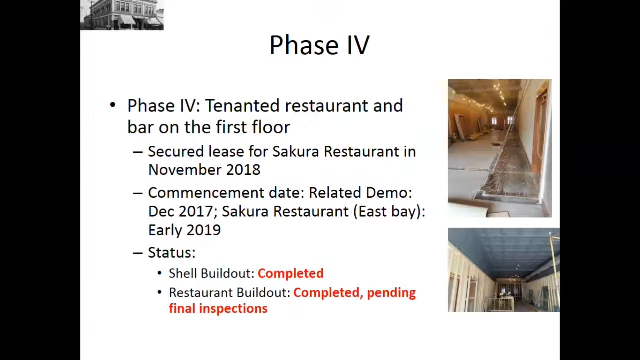 Phase IV
• Phase IV: Tenanted restaurant and
bar on the first floor
– Secured lease for Sakura Restaurant in
November 2018
– Commencement date: Related Demo:
Dec 2017; Sakura Restaurant (East bay):
Early 2019
– Status:
• Shell Buildout: Completed
• Restaurant Buildout: Completed, pending
final inspections